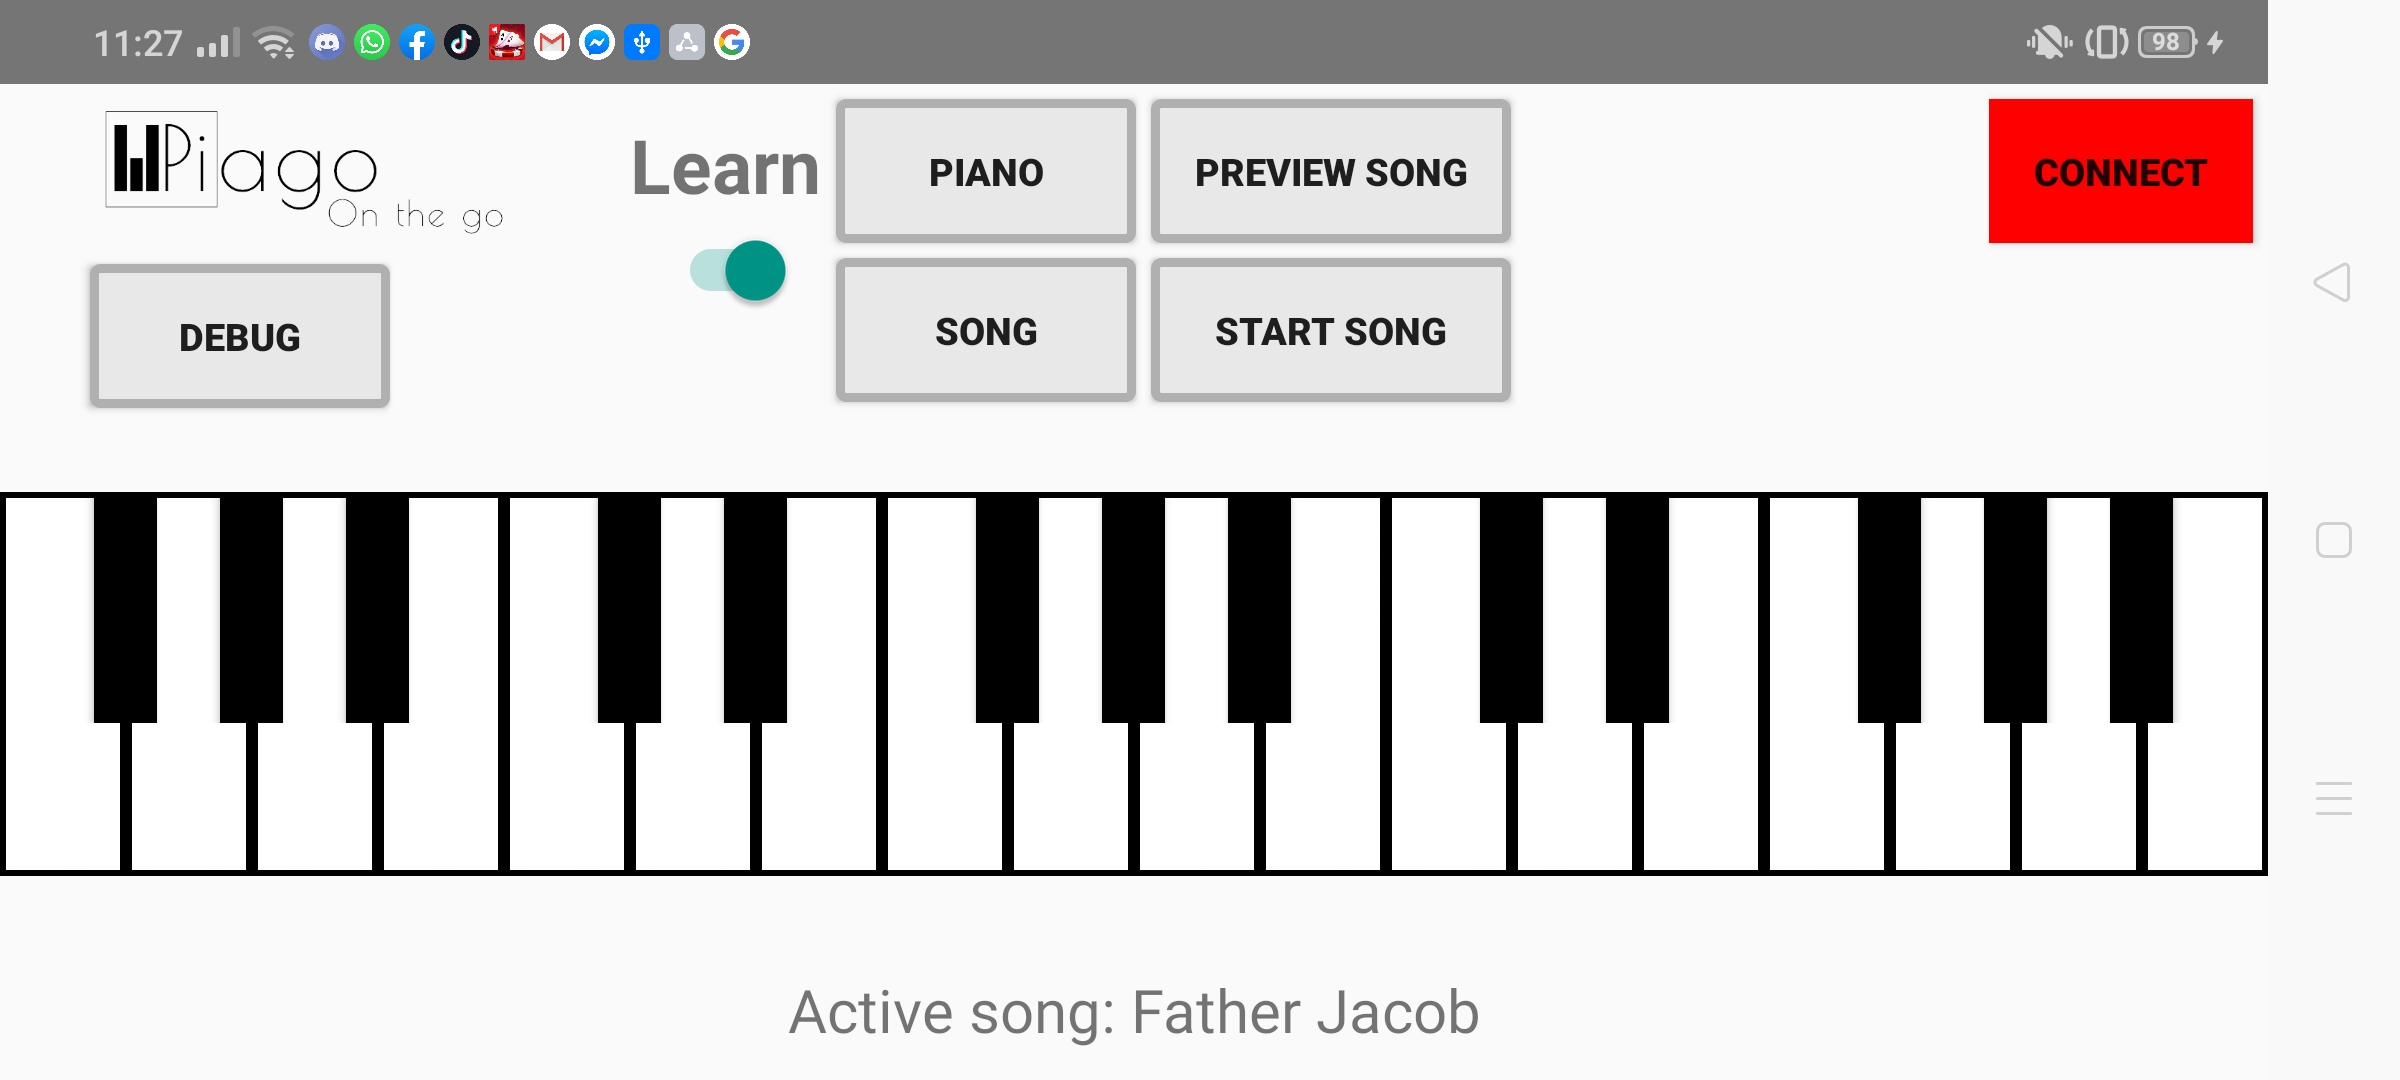 11:27
98
Piago
On the go
Learn
PIANO
PREVIEW SONG
CONNECT
DEBUG
SONG
START SONG
Active song: Father Jacob